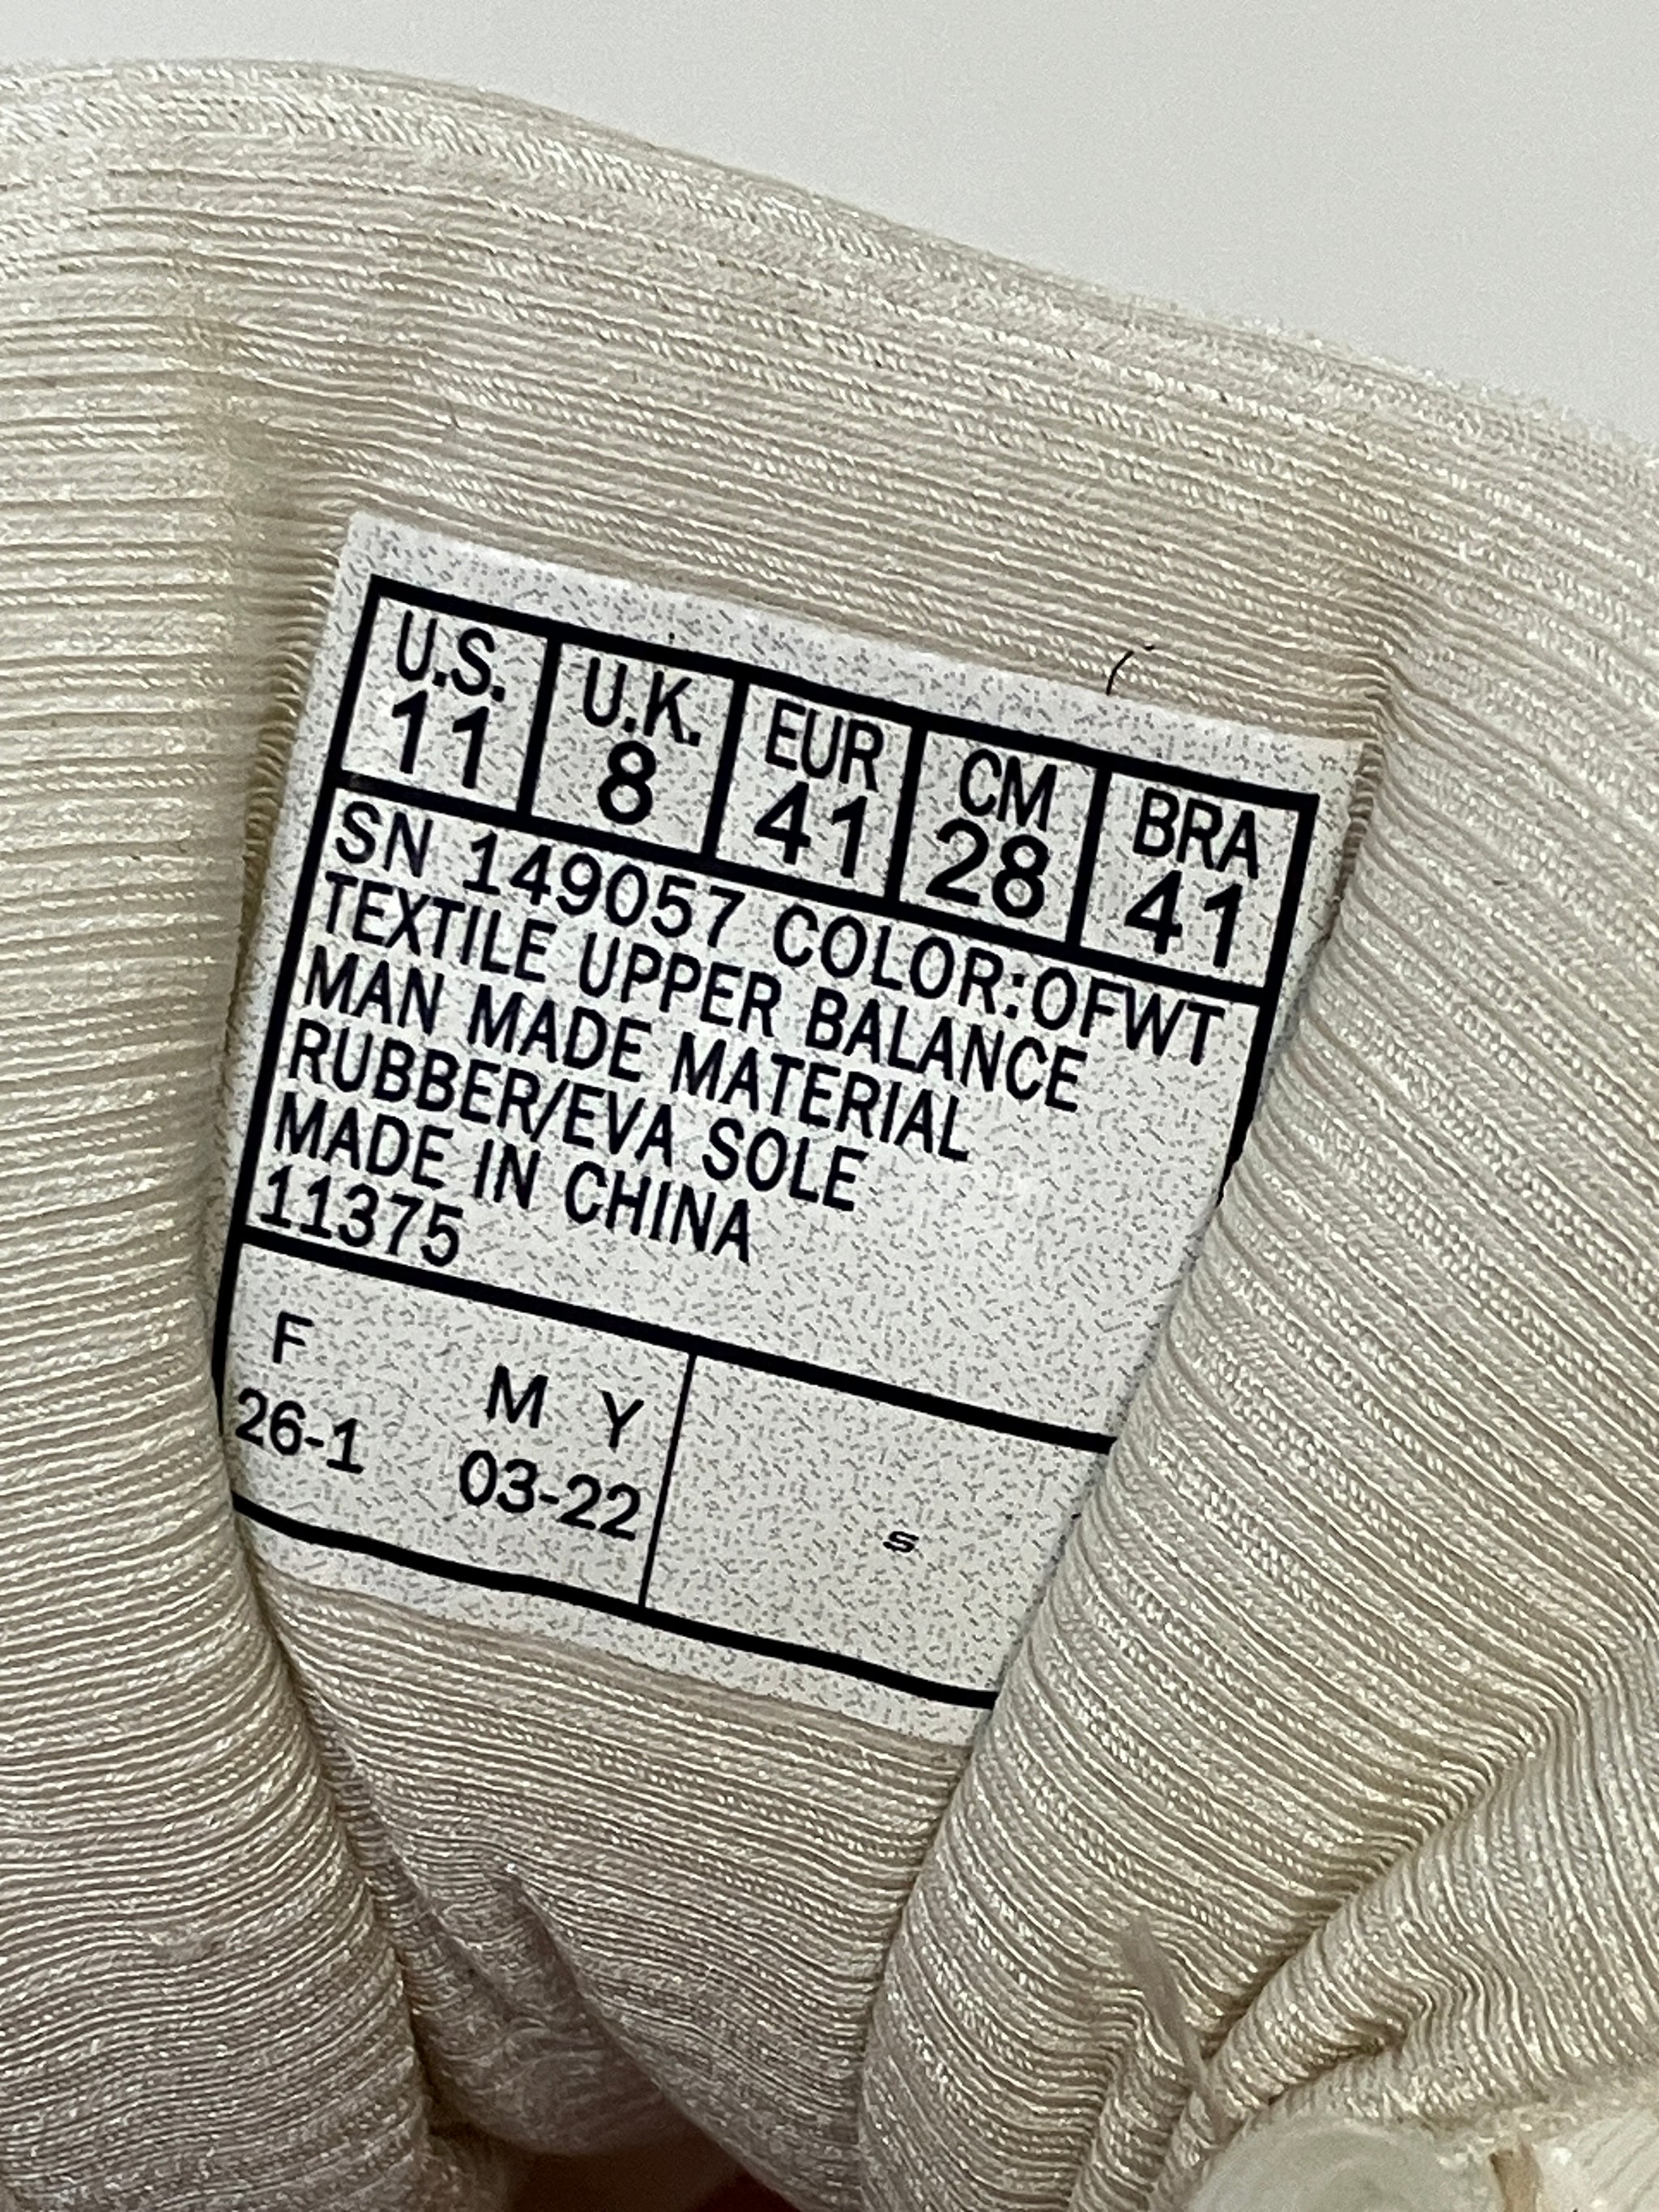 U.S. U.K. EUR CM BRA
11 8 41 28 41
SN 149057 COLOR:OFWT
TEXTILE UPPER BALANCE
MAN MADE MATERIAL
RUBBER/EVA SOLE
MADE IN CHINA
11375
F M Y
26-1 03-22
S